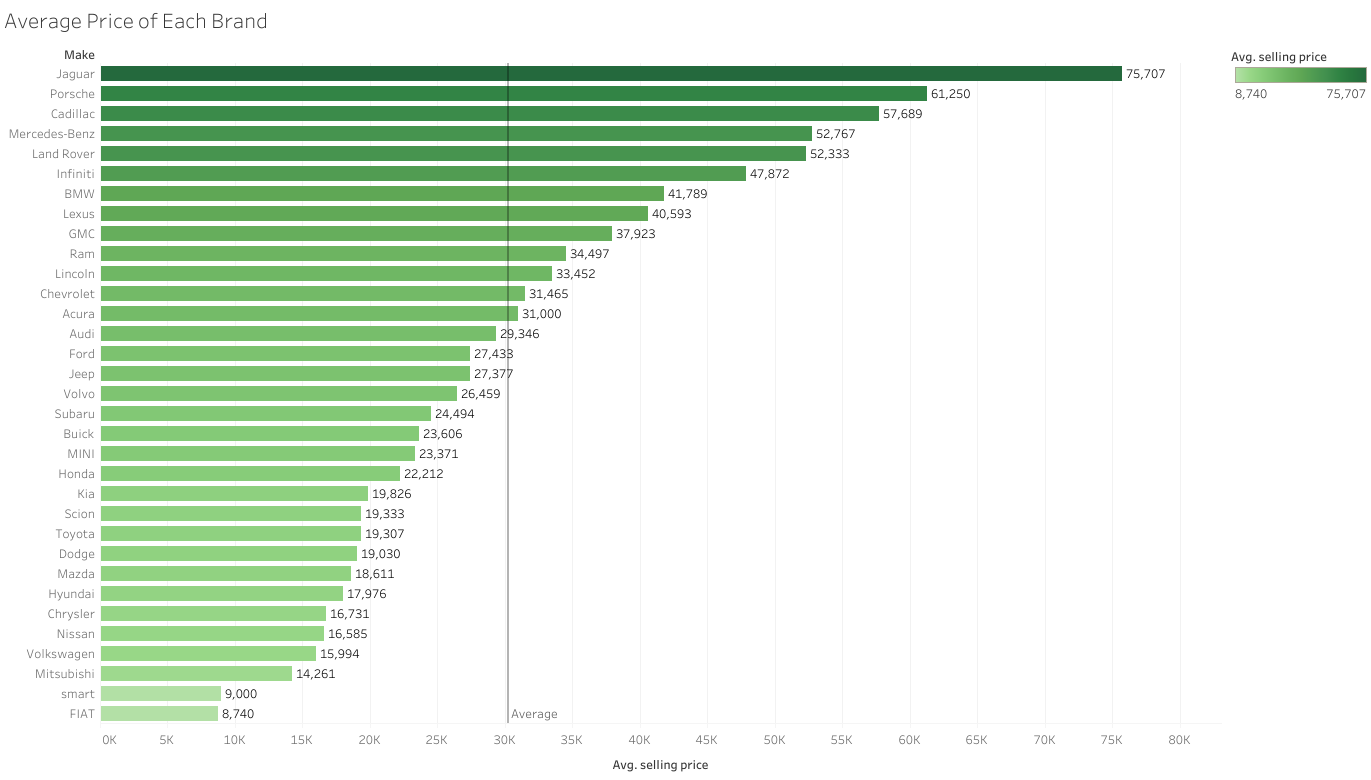 Average Price of Each Brand
Make
Avg. selling price
8,740 75,707
Jaguar 75,707
Porsche 61,250
Cadillac 57,689
Mercedes-Benz 52,767
Land Rover 52,333
Infiniti 47,872
BMW 41,789
Lexus 40,593
GMC 37,923
Ram 34,497
Lincoln 33,452
Chevrolet 31,465
Acura 31,000
Audi 29,346
Ford 27,433
Jeep 27,377
Volvo 26,459
Subaru 24,494
Buick 23,606
MINI 23,371
Honda 22,212
Kia 19,826
Scion 19,333
Toyota 19,307
Dodge 19,030
Mazda 18,611
Hyundai 17,976
Chrysler 16,731
Nissan 16,585
Volkswagen 15,994
Mitsubishi 14,261
smart 9,000
FIAT 8,740 Average
0K 5K 10K 15K 20K 25K 30K 35K 40K 45K 50K 55K 60K 65K 70K 75K 80K
Avg. selling price